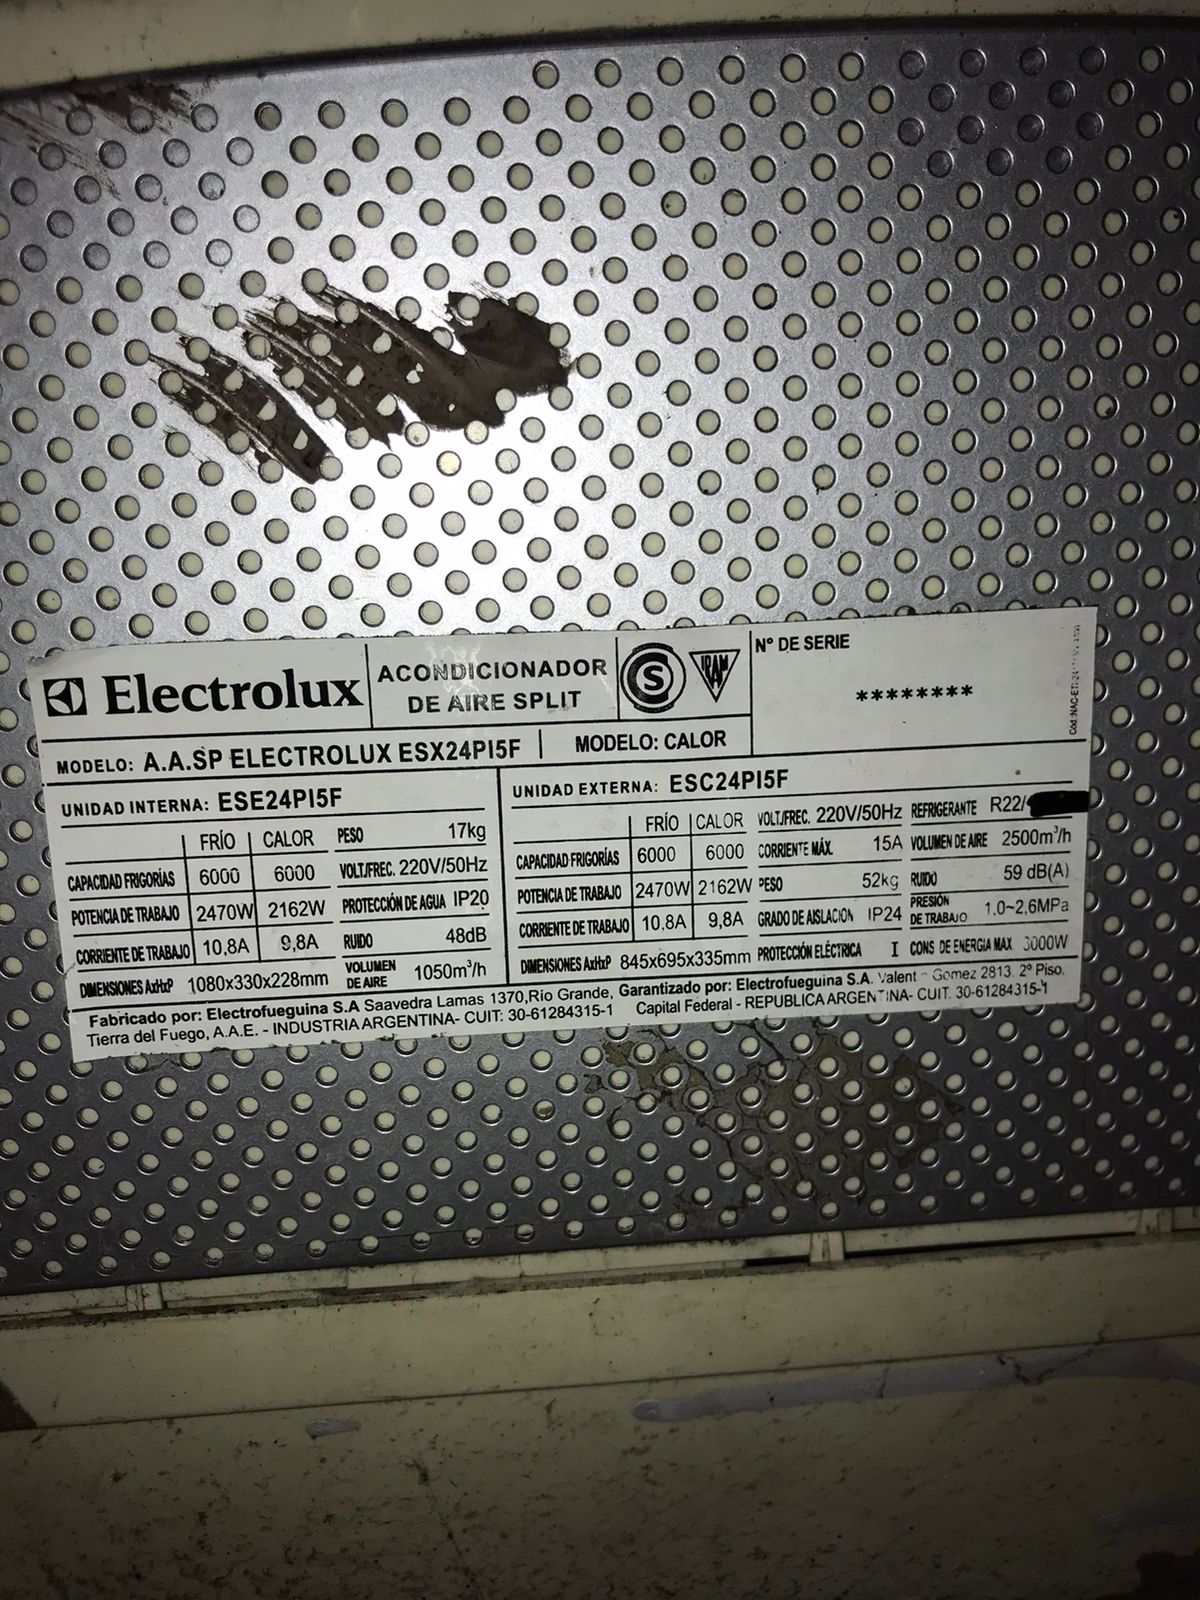 Electrolux
ACONDICIONADOR
DE AIRE SPLIT
S
IRAM
Nº DE SERIE
********
MODELO: A.A.SP ELECTROLUX ESX24PI5F
MODELO: CALOR
UNIDAD INTERNA: ESE24PI5F
FRÍO CALOR
CAPACIDAD FRIGORÍAS 6000 6000
POTENCIA DE TRABAJO 2470W 2162W
CORRIENTE DE TRABAJO 10,8A 9,8A
DIMENSIONES AxHxP 1080x330x228mm
PESO 17kg
VOLT./FREC. 220V/50Hz
PROTECCIÓN DE AGUA IP20
RUIDO 48dB
VOLUMEN
DE AIRE 1050m³/h
UNIDAD EXTERNA: ESC24PI5F
FRÍO CALOR
CAPACIDAD FRIGORÍAS 6000 6000
POTENCIA DE TRABAJO 2470W 2162W
CORRIENTE DE TRABAJO 10,8A 9,8A
DIMENSIONES AxHxP 845x695x335mm
VOLT./FREC. 220V/50Hz
CORRIENTE MÁX. 15A
PESO 52kg
GRADO DE AISLACION IP24
PROTECCIÓN ELÉCTRICA I
REFRIGERANTE R22/
VOLUMEN DE AIRE 2500m³/h
RUIDO 59 dB(A)
PRESIÓN
DE TRABAJO 1.0~2,6MPa
CONS. DE ENERGIA MAX. 3000W
Fabricado por: Electrofueguina S.A Saavedra Lamas 1370,Río Grande,
Tierra del Fuego, A.A.E. - INDUSTRIA ARGENTINA- CUIT: 30-61284315-1
Garantizado por: Electrofueguina S.A. Gomez 2813. 2º Piso,
Capital Federal - REPUBLICA ARGENTINA- CUIT. 30-61284315-1